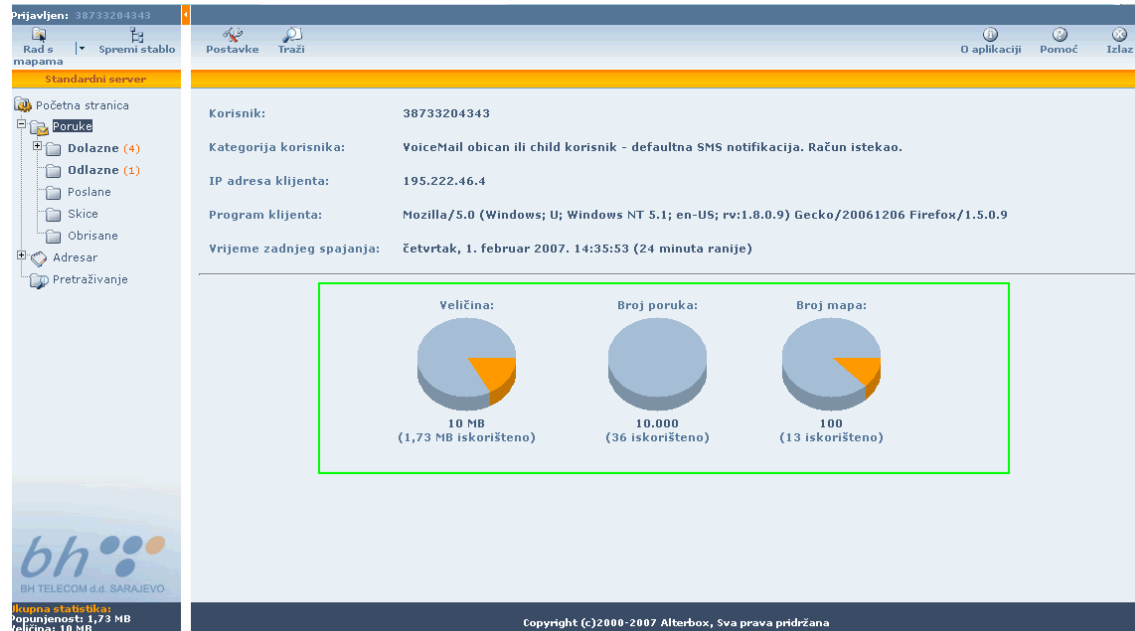 Prijavljen: 38733204343
Rad s mapama
Spremi stablo
Postavke
Traži
O aplikaciji
Pomoć
Izlaz
Standardni server
Početna stranica
Poruke
Dolazne (4)
Odlazne (1)
Poslane
Skice
Obrisane
Adresar
Pretraživanje
Korisnik: 38733204343
Kategorija korisnika: VoiceMail obican ili child korisnik - defaultna SMS notifikacija. Račun istekao.
IP adresa klijenta: 195.222.46.4
Program klijenta: Mozilla/5.0 (Windows; U; Windows NT 5.1; en-US; rv:1.8.0.9) Gecko/20061206 Firefox/1.5.0.9
Vrijeme zadnjeg spajanja: četvrtak, 1. februar 2007. 14:35:53 (24 minuta ranije)
Veličina:
10 MB
(1,73 MB iskorišteno)
Broj poruka:
10.000
(36 iskorišteno)
Broj mapa:
100
(13 iskorišteno)
bh
BH TELECOM d.d. SARAJEVO
Ukupna statistika:
Popunjenost: 1,73 MB
Veličina: 10 MB
Copyright (c)2000-2007 Alterbox, Sva prava pridržana